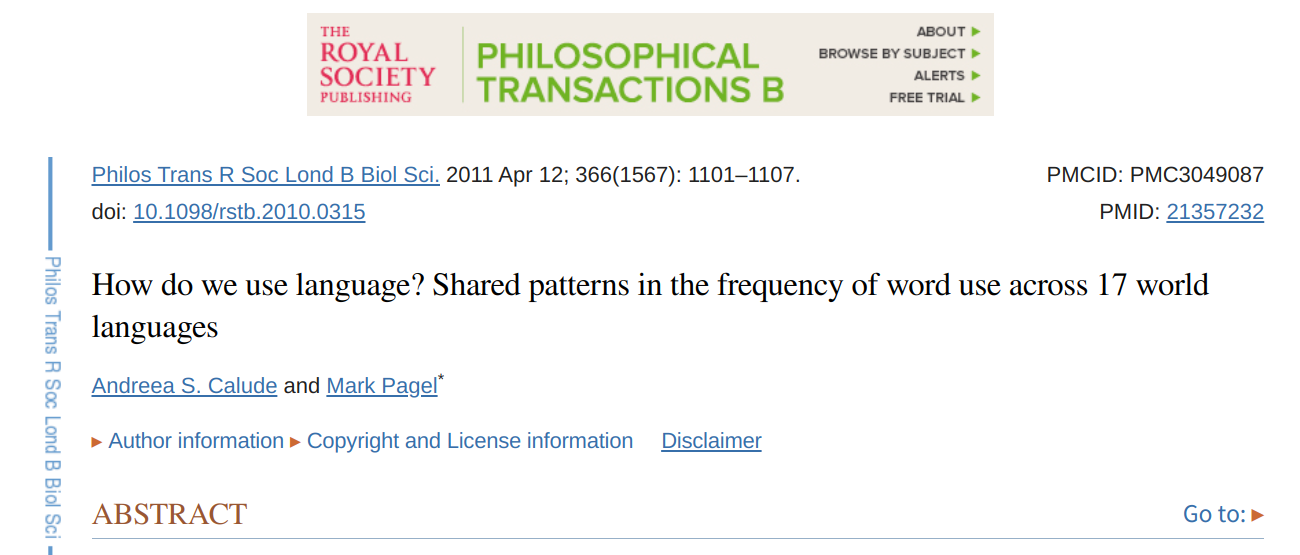 THE
ROYAL
SOCIETY
PUBLISHING
PHILOSOPHICAL
TRANSACTIONS B
ABOUT
BROWSE BY SUBJECT
ALERTS
FREE TRIAL
Philos Trans R Soc Lond B Biol Sci. 2011 Apr 12; 366(1567): 1101–1107.
PMCID: PMC3049087
doi: 10.1098/rstb.2010.0315
PMID: 21357232
How do we use language? Shared patterns in the frequency of word use across 17 world
languages
Andreea S. Calude and Mark Pagel*
Author information Copyright and License information Disclaimer
ABSTRACT
Go to:
Philos Trans R Soc Lond B Biol Sci